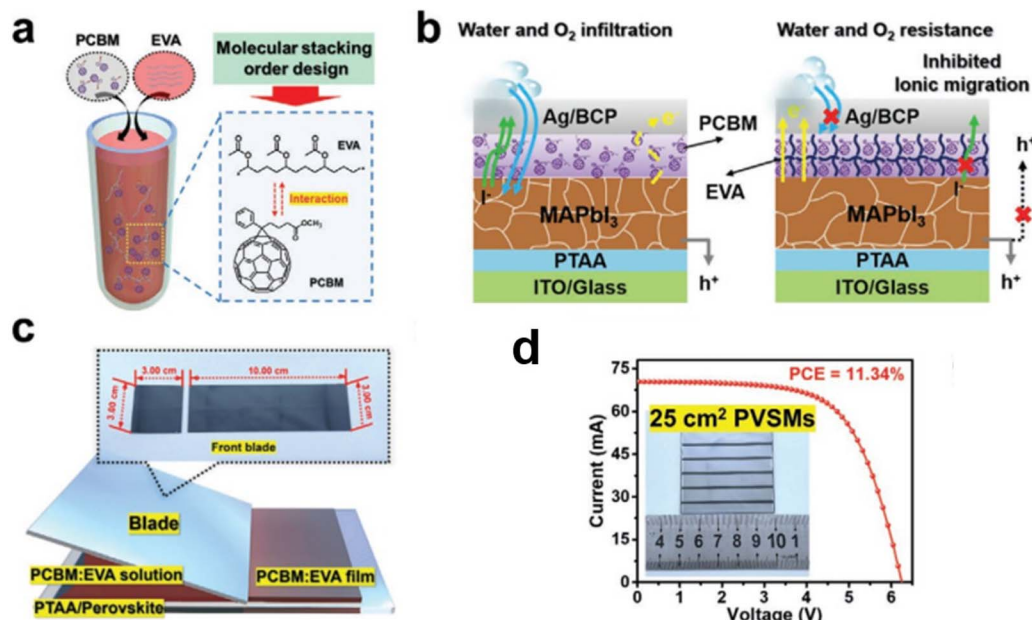 a
PCBM
EVA
Molecular stacking
order design
EVA
Interaction
OCH₃
PCBM
b
Water and O₂ infiltration
Water and O₂ resistance
Inhibited
Ionic migration
Ag/BCP
e⁻
I⁻
MAPbI₃
PTAA
ITO/Glass
h⁺
PCBM
EVA
e⁻
Ag/BCP
I⁻
MAPbI₃
PTAA
ITO/Glass
h⁺
h⁺
c
3.00 cm
10.00 cm
3.00 cm
3.00 cm
Front blade
Blade
PCBM:EVA solution
PCBM:EVA film
PTAA/Perovskite
d
PCE = 11.34%
25 cm² PVSMs
Current (mA)
75
60
45
30
15
0
4 5 6 7 8 9 10 1
0 1 2 3 4 5 6
Voltage (V)